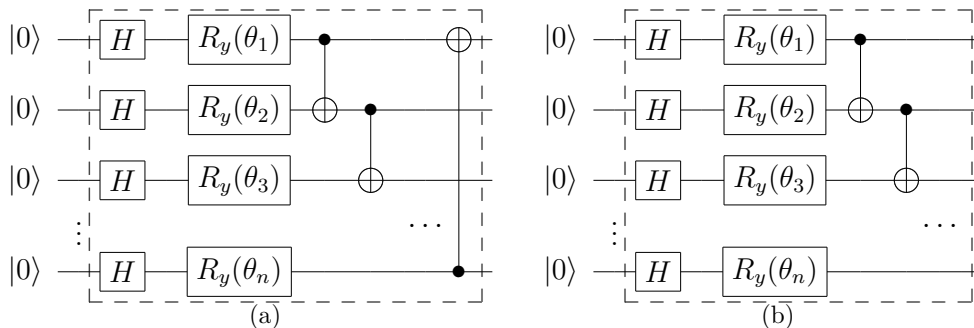 |0⟩ H R_y(θ_1) |0⟩ H R_y(θ_1)
|0⟩ H R_y(θ_2) |0⟩ H R_y(θ_2)
|0⟩ H R_y(θ_3) |0⟩ H R_y(θ_3)
⋮ ... ⋮ ...
|0⟩ H R_y(θ_n) |0⟩ H R_y(θ_n)
(a) (b)